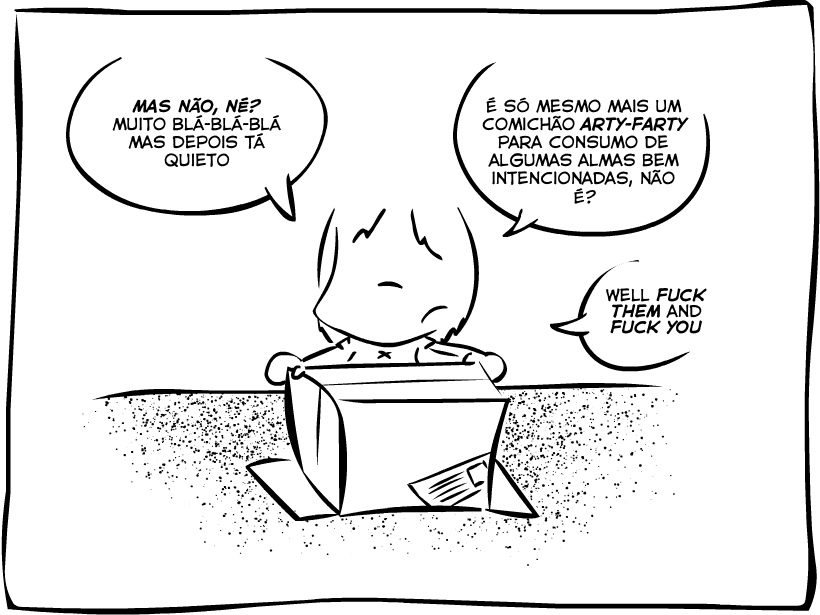 MAS NÃO, NÉ?
MUITO BLÁ-BLÁ-BLÁ
MAS DEPOIS TÁ
QUIETO
É SÓ MESMO MAIS UM
COMICHÃO ARTY-FARTY
PARA CONSUMO DE
ALGUMAS ALMAS BEM
INTENCIONADAS, NÃO
É?
WELL FUCK
THEM AND
FUCK YOU